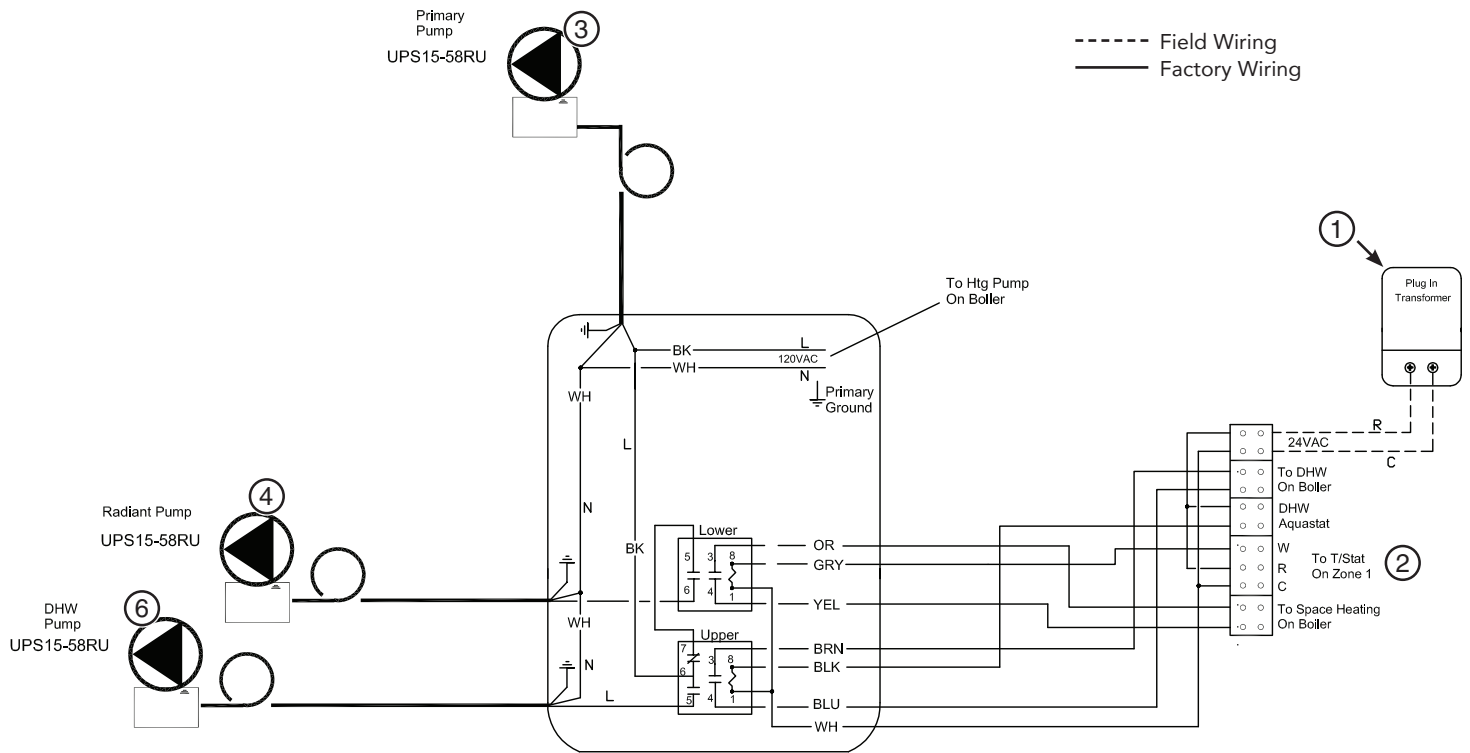 Primary
Pump
UPS15-58RU
3
Field Wiring
Factory Wiring
1
Plug In
Transformer
To Htg Pump
On Boiler
BK
L
120VAC
WH
N
Primary
Ground
WH
L
R
24VAC
C
To DHW
On Boiler
DHW
Aquastat
W
R
C
To T/Stat
On Zone 1
2
To Space Heating
On Boiler
4
Radiant Pump
UPS15-58RU
N
BK
Lower
5
3
8
6
4
1
OR
GRY
YEL
6
DHW
Pump
UPS15-58RU
WH
N
L
Upper
7
3
8
6
5
4
1
BRN
BLK
BLU
WH